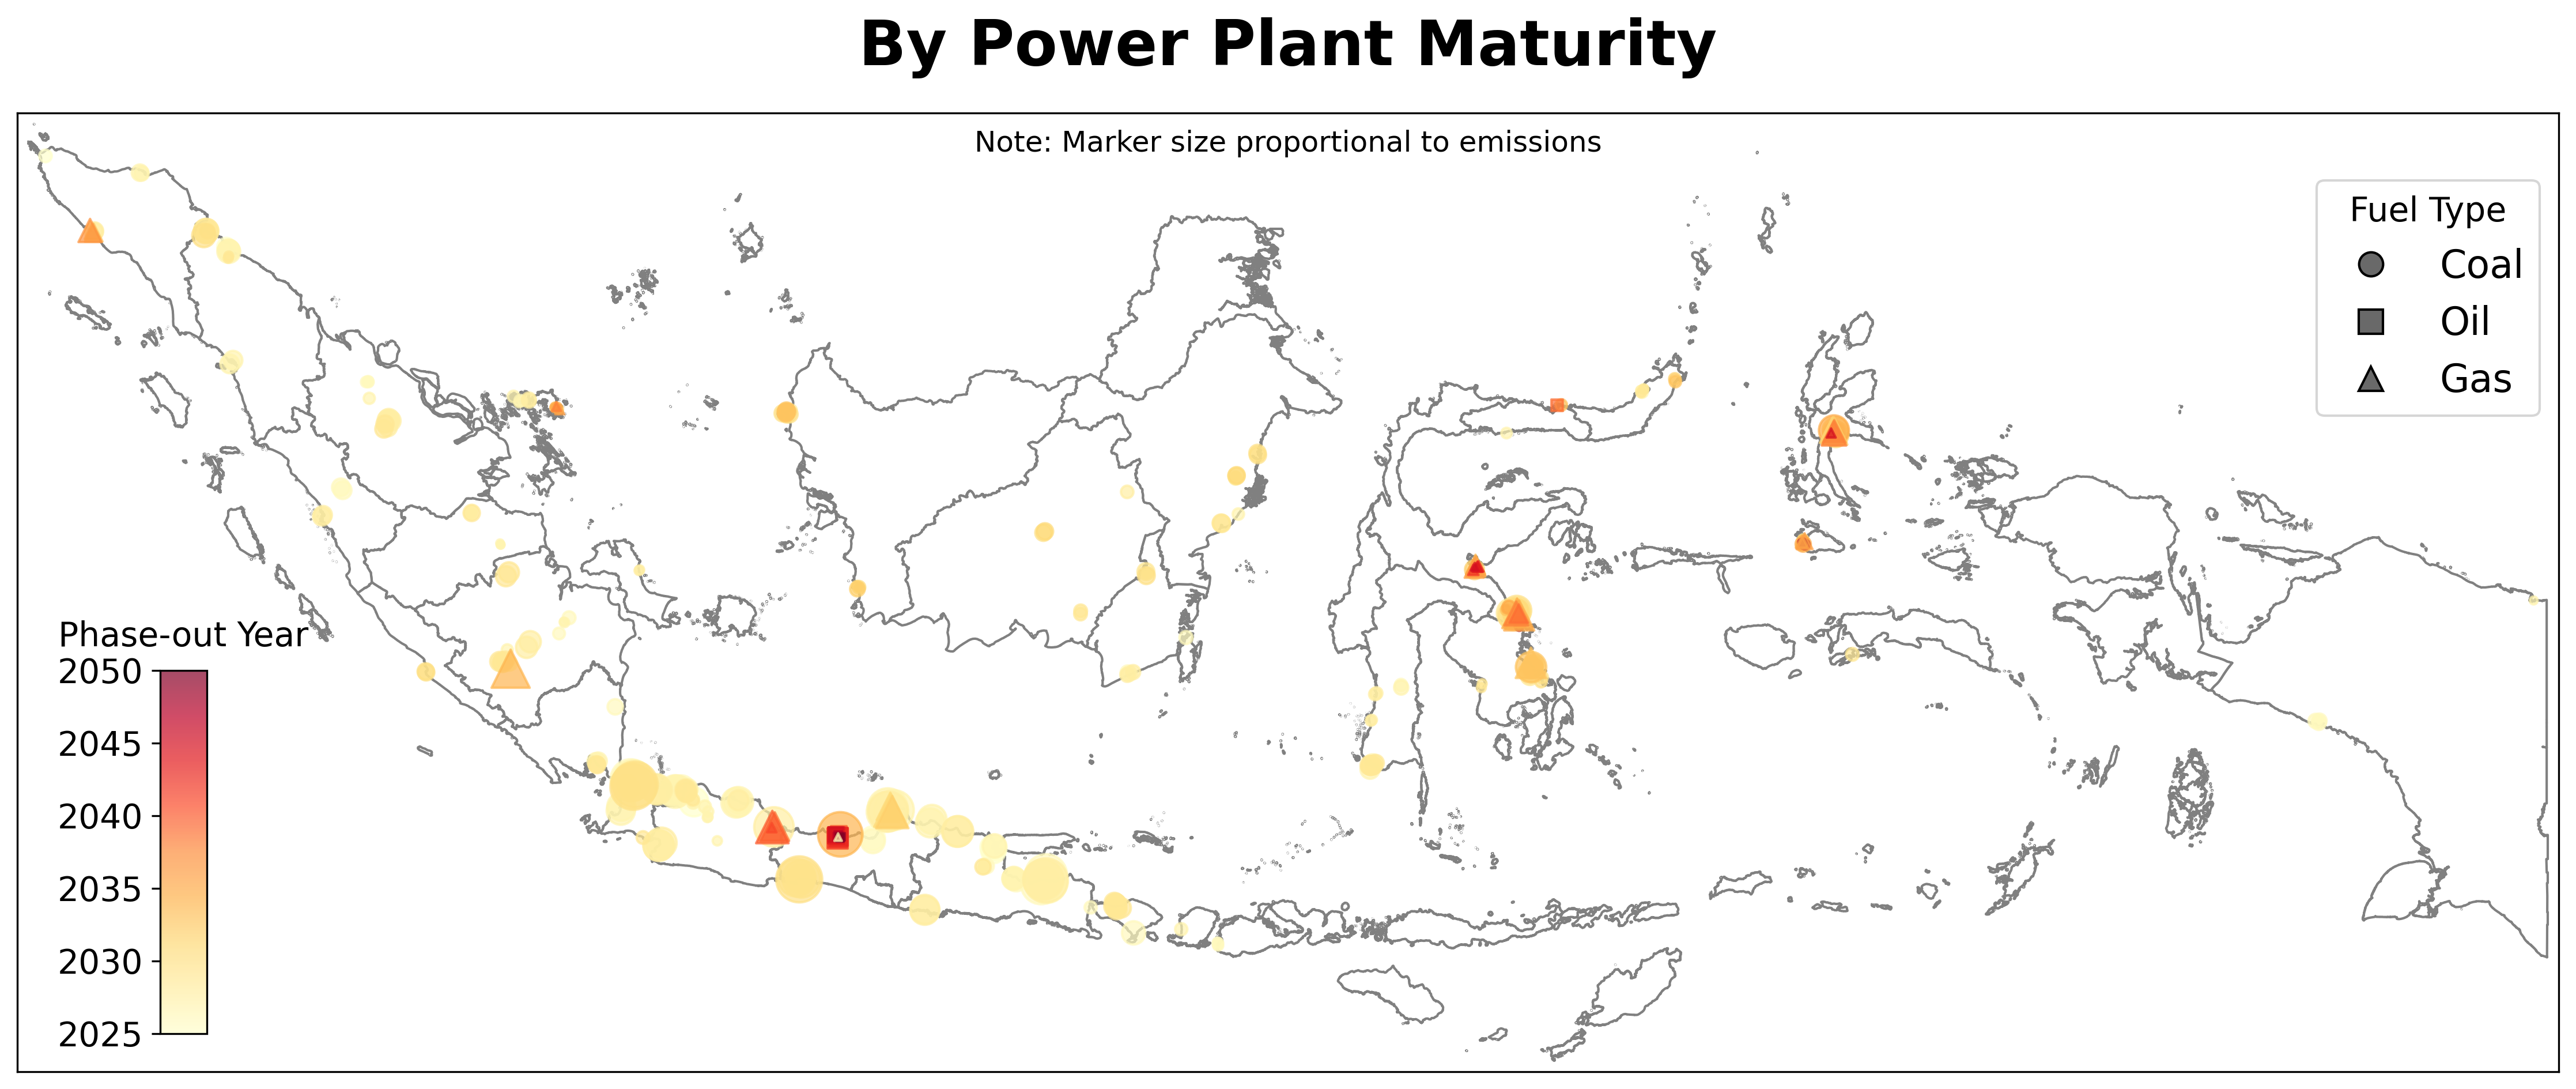 By Power Plant Maturity
Note: Marker size proportional to emissions
Fuel Type
Coal
Oil
Gas
Phase-out Year
2050
2045
2040
2035
2030
2025